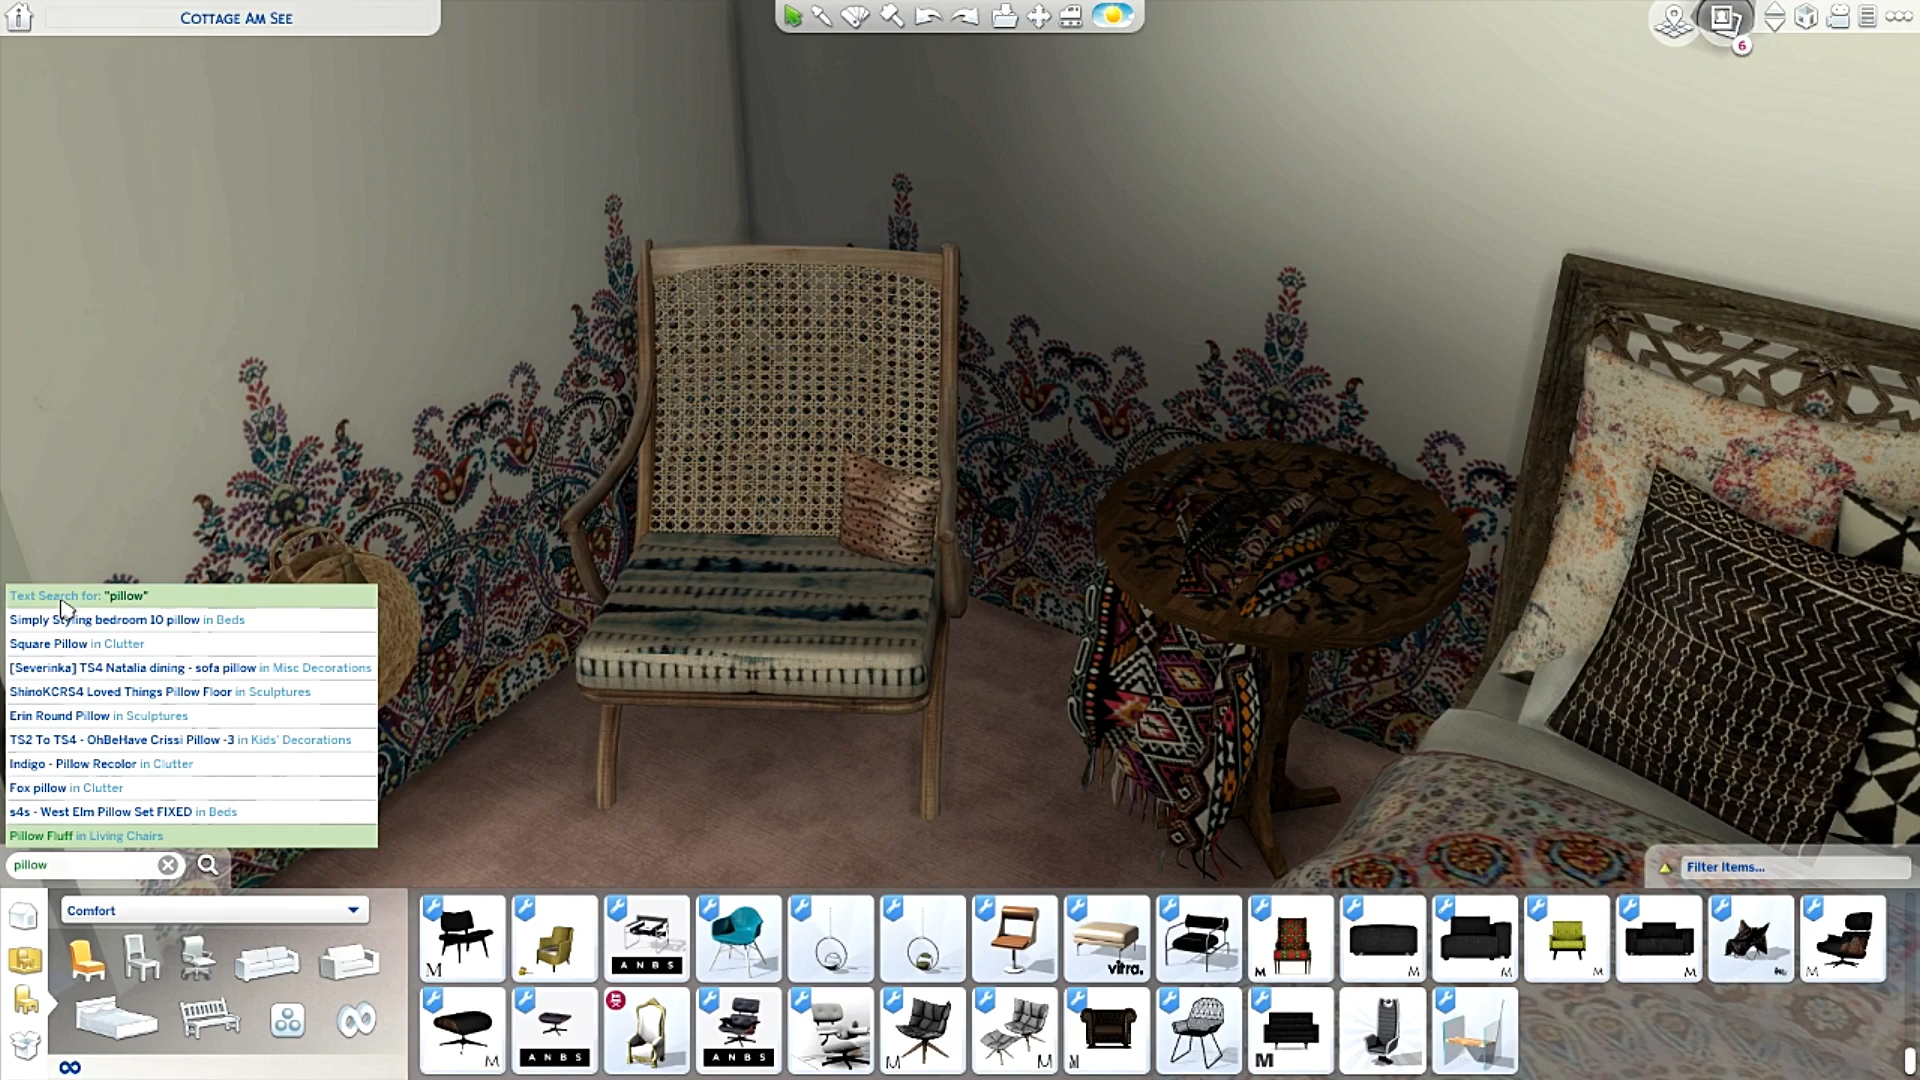 Cottage Am See
6
Text Search for: "pillow"
Simply Styling bedroom 10 pillow in Beds
Square Pillow in Clutter
[Severinka] TS4 Natalia dining - sofa pillow in Misc Decorations
ShinoKCRS4 Loved Things Pillow Floor in Sculptures
Erin Round Pillow in Sculptures
TS2 To TS4 - OhBeHave Crissi Pillow -3 in Kids' Decorations
Indigo - Pillow Recolor in Clutter
Fox pillow in Clutter
s4s - West Elm Pillow Set FIXED in Beds
Pillow Fluff in Living Chairs
pillow
Filter Items...
Comfort
M
ANBS
vitra.
M
M
M
M
M
M
M
ANBS
ANBS
M
M
M